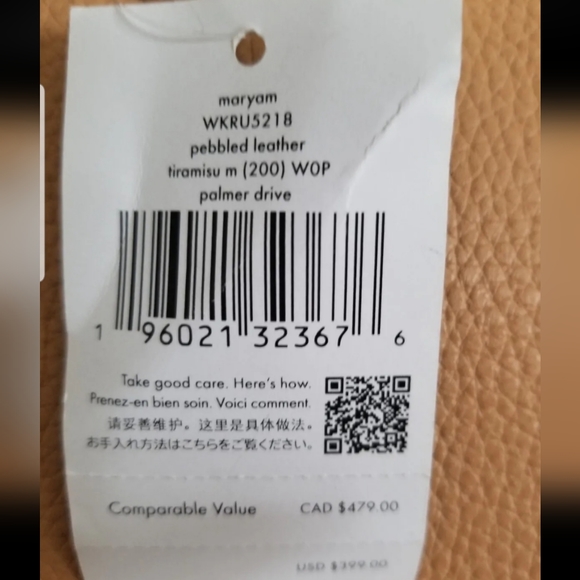 maryam
WKRU5218
pebbled leather
tiramisu m (200) W0P
palmer drive
1 96021 32367 6
Take good care. Here's how.
Prenez-en bien soin. Voici comment.
请妥善维护。这里是具体做法。
お手入れ方法はこちらをご覧ください。
Comparable Value CAD $479.00
USD $399.00